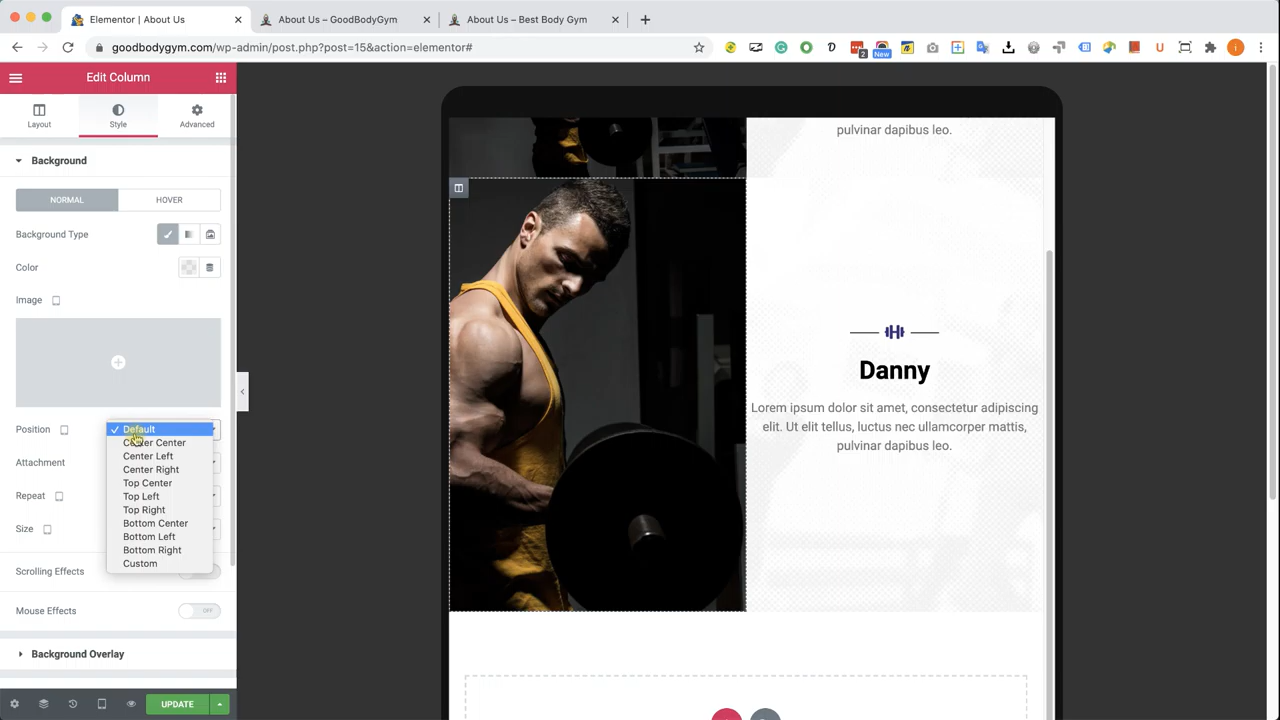 Elementor | About Us
About Us – GoodBodyGym
About Us – Best Body Gym
goodbodygym.com/wp-admin/post.php?post=15&action=elementor#
2
New
i
Edit Column
Layout
Style
Advanced
Background
NORMAL
HOVER
Background Type
Color
Image
Position
Default
Center Center
Center Left
Center Right
Top Center
Top Left
Top Right
Bottom Center
Bottom Left
Bottom Right
Custom
Attachment
Repeat
Size
Scrolling Effects
Mouse Effects
OFF
Background Overlay
UPDATE
pulvinar dapibus leo.
Danny
Lorem ipsum dolor sit amet, consectetur adipiscing
elit. Ut elit tellus, luctus nec ullamcorper mattis,
pulvinar dapibus leo.